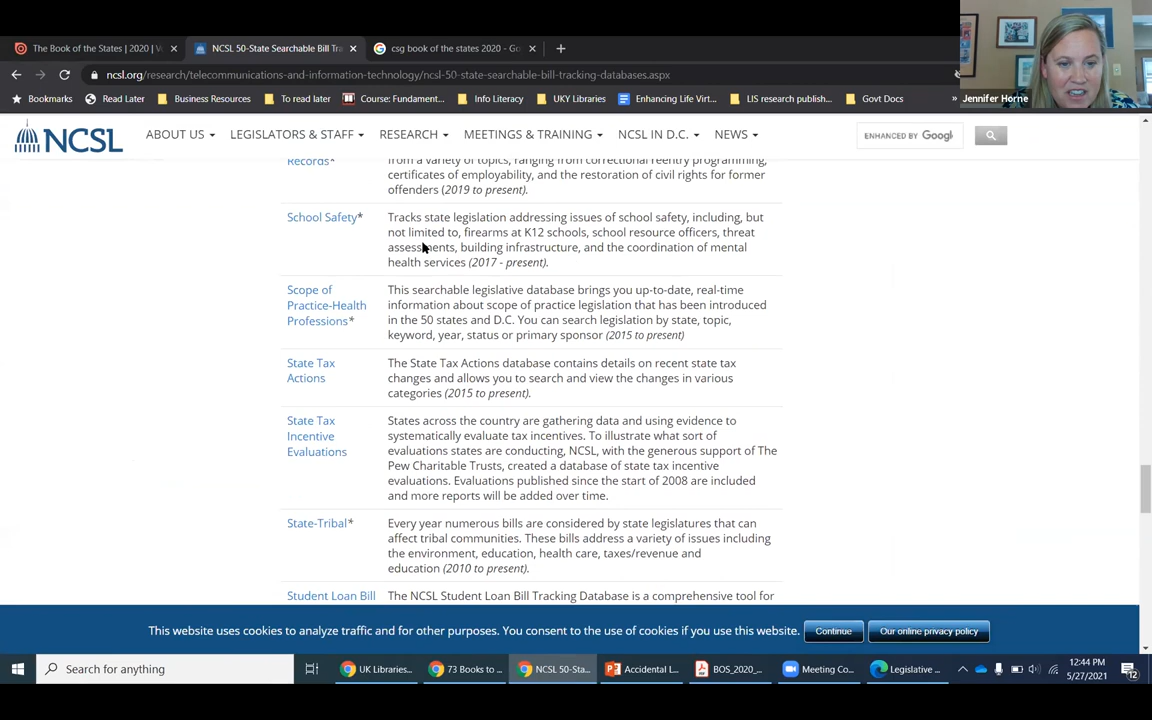 The Book of the States | 2020 | V
NCSL 50-State Searchable Bill Tra
csg book of the states 2020 - Go
ncsl.org/research/telecommunications-and-information-technology/ncsl-50-state-searchable-bill-tracking-databases.aspx
Bookmarks
Read Later
Business Resources
To read later
Course: Fundament...
Info Literacy
UKY Libraries
Enhancing Life Virt...
LIS research publish...
Govt Docs
»
Jennifer Horne
NCSL
ABOUT US
LEGISLATORS & STAFF
RESEARCH
MEETINGS & TRAINING
NCSL IN D.C.
NEWS
ENHANCED BY Google
Records*
from a variety of topics, ranging from correctional reentry programming,
certificates of employability, and the restoration of civil rights for former
offenders (2019 to present).
School Safety*
Tracks state legislation addressing issues of school safety, including, but
not limited to, firearms at K12 schools, school resource officers, threat
assessments, building infrastructure, and the coordination of mental
health services (2017 - present).
Scope of
Practice-Health
Professions*
This searchable legislative database brings you up-to-date, real-time
information about scope of practice legislation that has been introduced
in the 50 states and D.C. You can search legislation by state, topic,
keyword, year, status or primary sponsor (2015 to present)
State Tax
Actions
The State Tax Actions database contains details on recent state tax
changes and allows you to search and view the changes in various
categories (2015 to present).
State Tax
Incentive
Evaluations
States across the country are gathering data and using evidence to
systematically evaluate tax incentives. To illustrate what sort of
evaluations states are conducting, NCSL, with the generous support of The
Pew Charitable Trusts, created a database of state tax incentive
evaluations. Evaluations published since the start of 2008 are included
and more reports will be added over time.
State-Tribal*
Every year numerous bills are considered by state legislatures that can
affect tribal communities. These bills address a variety of issues including
the environment, education, health care, taxes/revenue and
education (2010 to present).
Student Loan Bill
The NCSL Student Loan Bill Tracking Database is a comprehensive tool for
This website uses cookies to analyze traffic and for other purposes. You consent to the use of cookies if you use this website.
Continue
Our online privacy policy
Search for anything
UK Libraries...
73 Books to ...
NCSL 50-Sta...
Accidental L...
BOS_2020_...
Meeting Co...
Legislative ...
12:44 PM
5/27/2021
12